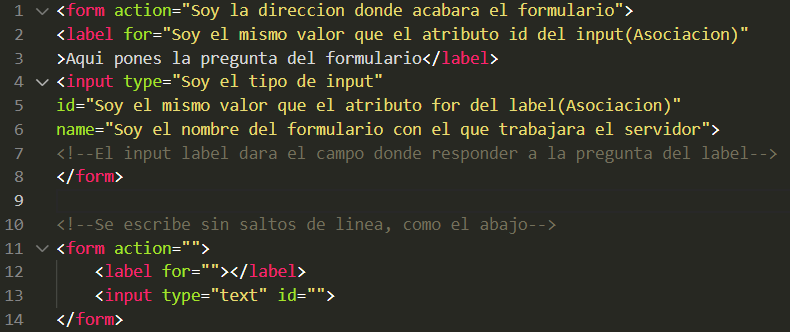 1 <form action="Soy la direccion donde acabara el formulario">
2 <label for="Soy el mismo valor que el atributo id del input(Asociacion)"
3 >Aqui pones la pregunta del formulario</label>
4 <input type="Soy el tipo de input"
5 id="Soy el mismo valor que el atributo for del label(Asociacion)"
6 name="Soy el nombre del formulario con el que trabajara el servidor">
7 <!--El input label dara el campo donde responder a la pregunta del label-->
8 </form>
9
10 <!--Se escribe sin saltos de linea, como el abajo-->
11 <form action="">
12     <label for=""></label>
13     <input type="text" id="">
14 </form>